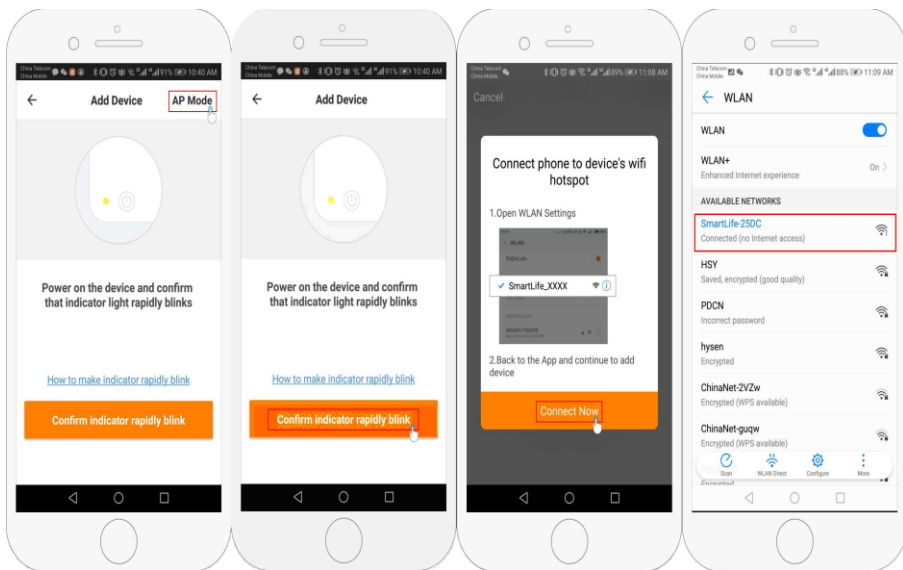 China Telecom
China Mobile
91% 10:40 AM
Add Device
AP Mode
Power on the device and confirm
that indicator light rapidly blinks
How to make indicator rapidly blink
Confirm indicator rapidly blink
China Telecom
China Mobile
91% 10:40 AM
Add Device
Power on the device and confirm
that indicator light rapidly blinks
How to make indicator rapidly blink
Confirm indicator rapidly blink
China Telecom
China Mobile
89% 11:08 AM
Cancel
Connect phone to device's wifi
hotspot
1.Open WLAN Settings
WLAN
SmartLife_XXXX
2.Back to the App and continue to add
device
Connect Now
China Telecom
China Mobile
88% 11:09 AM
WLAN
WLAN
WLAN+
Enhanced Internet experience
On
AVAILABLE NETWORKS
SmartLife-25DC
Connected (no Internet access)
HSY
Saved, encrypted (good quality)
PDCN
Incorrect password
hysen
Encrypted
ChinaNet-2VZw
Encrypted (WPS available)
ChinaNet-guqw
Encrypted (WPS available)
Scan
WLAN Direct
Configure
More